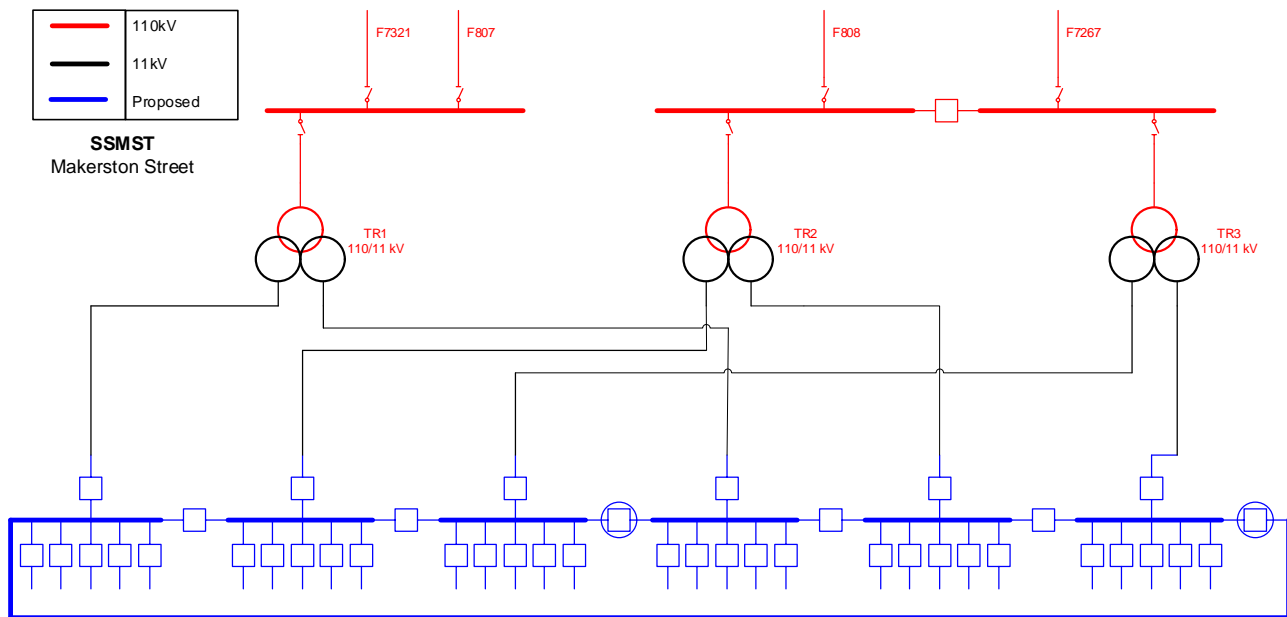 110kV
11kV
Proposed
SSMST
Makerston Street
F7321
F807
F808
F7267
TR1
110/11 kV
TR2
110/11 kV
TR3
110/11 kV